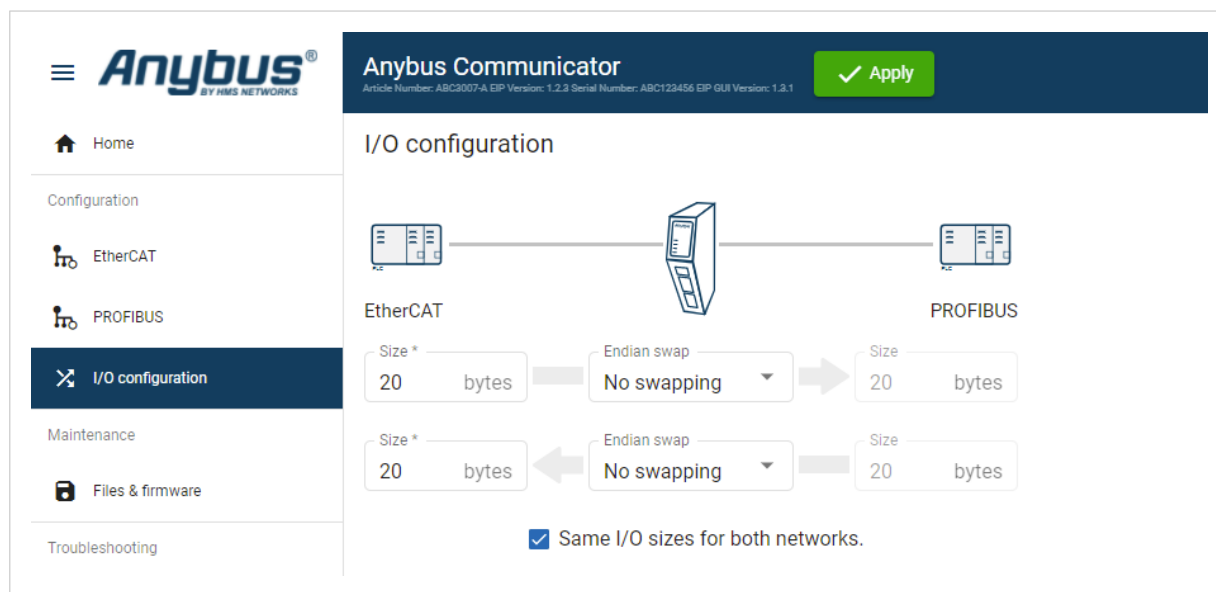 Anybus®
BY HMS NETWORKS
Anybus Communicator
Article Number: ABC3007-A EIP Version: 1.2.3 Serial Number: ABC123456 EIP GUI Version: 1.3.1
Apply
Home
Configuration
EtherCAT
PROFIBUS
I/O configuration
Maintenance
Files & firmware
Troubleshooting
I/O configuration
PLC
Anybus
PLC
EtherCAT
PROFIBUS
Size *
Endian swap
Size
20 bytes
No swapping
20 bytes
Size *
Endian swap
Size
20 bytes
No swapping
20 bytes
Same I/O sizes for both networks.